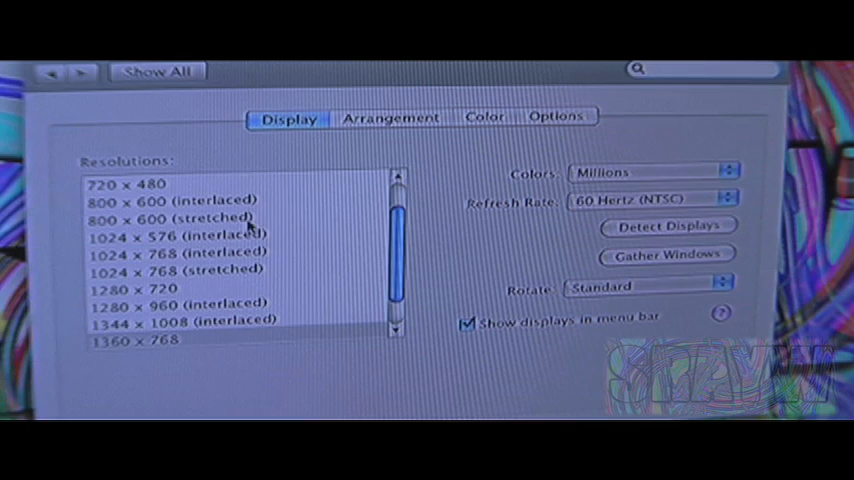 Show All
Display Arrangement Color Options
Resolutions:
720 x 480
800 x 600 (interlaced)
800 x 600 (stretched)
1024 x 576 (interlaced)
1024 x 768 (interlaced)
1024 x 768 (stretched)
1280 x 720
1280 x 960 (interlaced)
1344 x 1008 (interlaced)
1360 x 768
Colors: Millions
Refresh Rate: 60 Hertz (NTSC)
Detect Displays
Gather Windows
Rotate: Standard
Show displays in menu bar
?